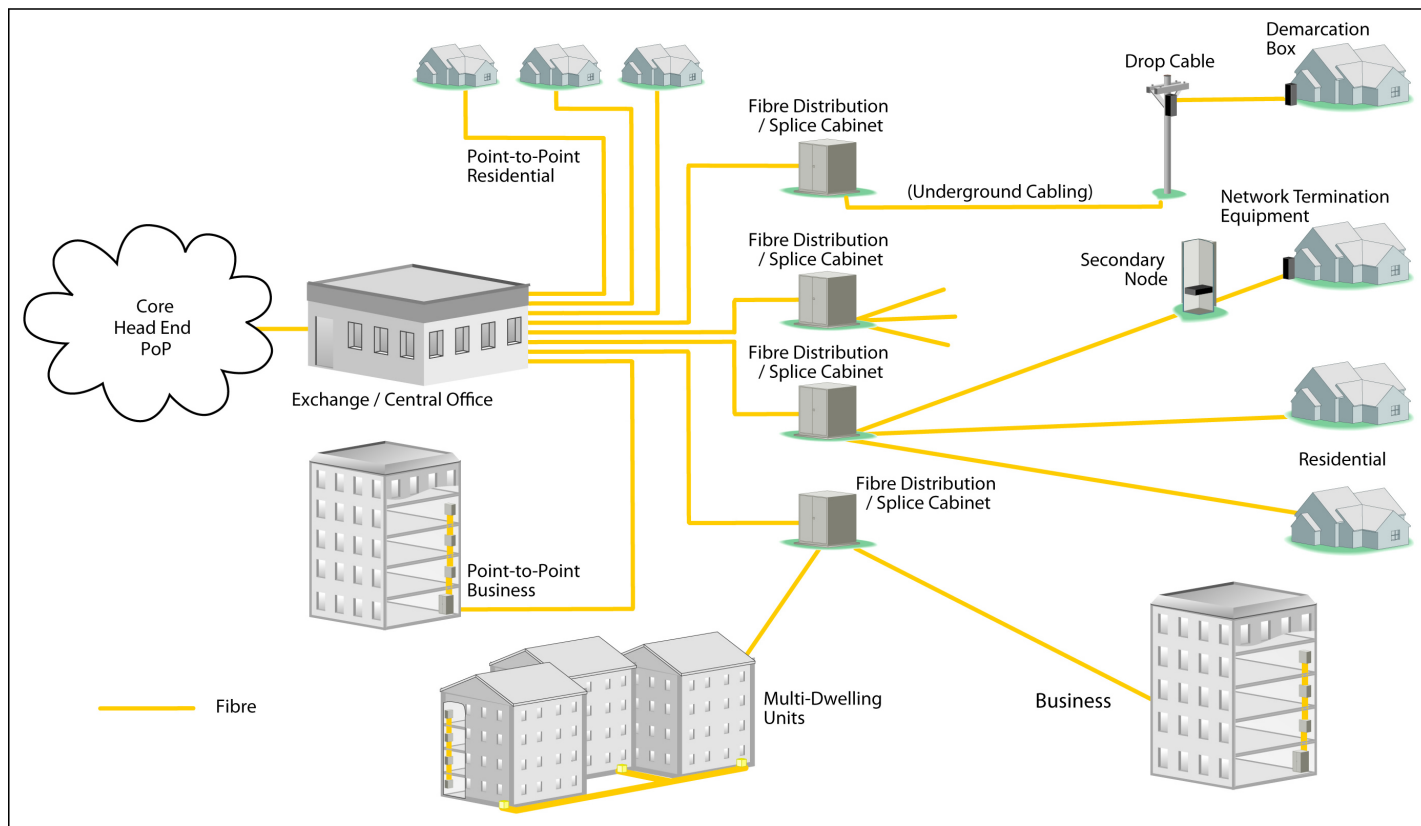 Demarcation
Box
Drop Cable
Fibre Distribution
/ Splice Cabinet
Point-to-Point
Residential
(Underground Cabling)
Network Termination
Equipment
Fibre Distribution
/ Splice Cabinet
Secondary
Node
Core
Head End
PoP
Fibre Distribution
/ Splice Cabinet
Exchange / Central Office
Residential
Fibre Distribution
/ Splice Cabinet
Point-to-Point
Business
Multi-Dwelling
Units
Business
Fibre